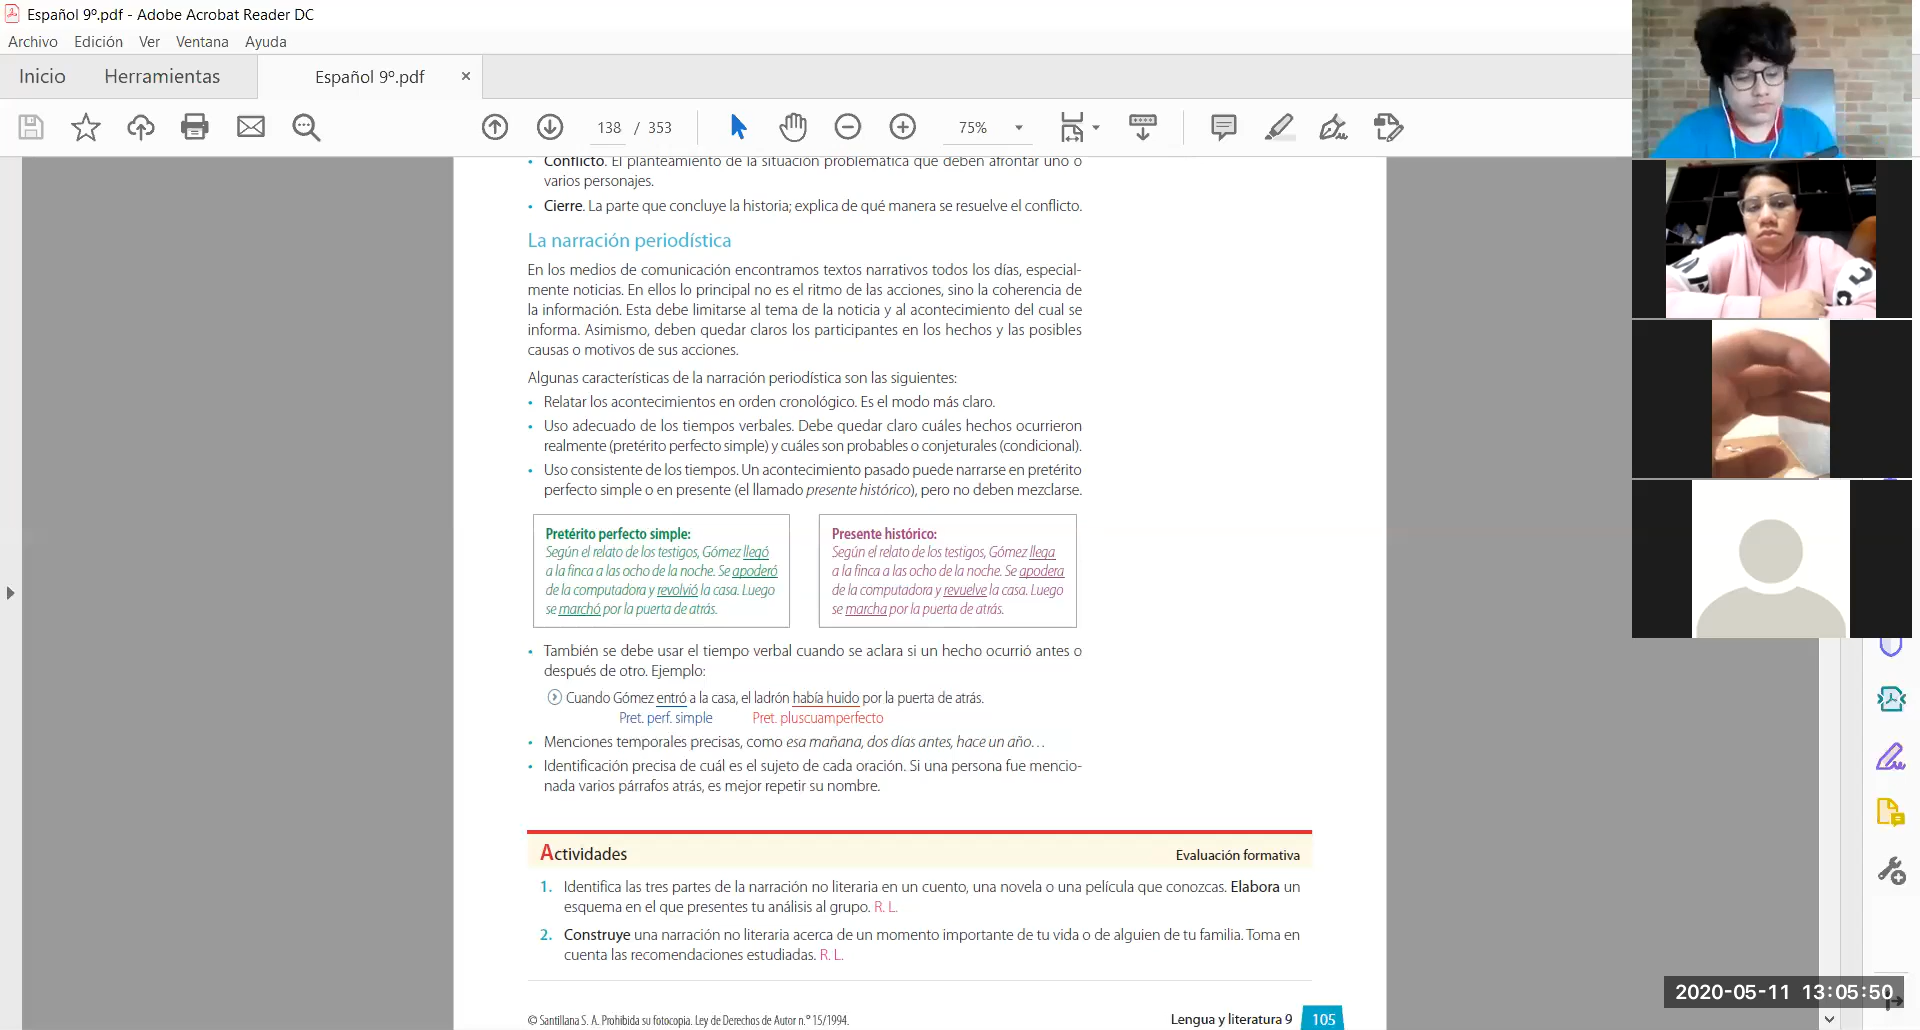 Español 9º.pdf - Adobe Acrobat Reader DC
Archivo Edición Ver Ventana Ayuda
Inicio Herramientas Español 9º.pdf ×
138 / 353 75%
• Conflicto. El planteamiento de la situación problemática que deben afrontar uno o
varios personajes.
• Cierre. La parte que concluye la historia; explica de qué manera se resuelve el conflicto.
La narración periodística
En los medios de comunicación encontramos textos narrativos todos los días, especial-
mente noticias. En ellos lo principal no es el ritmo de las acciones, sino la coherencia de
la información. Esta debe limitarse al tema de la noticia y al acontecimiento del cual se
informa. Asimismo, deben quedar claros los participantes en los hechos y las posibles
causas o motivos de sus acciones.
Algunas características de la narración periodística son las siguientes:
• Relatar los acontecimientos en orden cronológico. Es el modo más claro.
• Uso adecuado de los tiempos verbales. Debe quedar claro cuáles hechos ocurrieron
realmente (pretérito perfecto simple) y cuáles son probables o conjeturales (condicional).
• Uso consistente de los tiempos. Un acontecimiento pasado puede narrarse en pretérito
perfecto simple o en presente (el llamado presente histórico), pero no deben mezclarse.
Pretérito perfecto simple:
Según el relato de los testigos, Gómez llegó
a la finca a las ocho de la noche. Se apoderó
de la computadora y revolvió la casa. Luego
se marchó por la puerta de atrás.
Presente histórico:
Según el relato de los testigos, Gómez llega
a la finca a las ocho de la noche. Se apodera
de la computadora y revuelve la casa. Luego
se marcha por la puerta de atrás.
• También se debe usar el tiempo verbal cuando se aclara si un hecho ocurrió antes o
después de otro. Ejemplo:
Cuando Gómez entró a la casa, el ladrón había huido por la puerta de atrás.
Pret. perf. simple Pret. pluscuamperfecto
• Menciones temporales precisas, como esa mañana, dos días antes, hace un año…
• Identificación precisa de cuál es el sujeto de cada oración. Si una persona fue mencio-
nada varios párrafos atrás, es mejor repetir su nombre.
Actividades Evaluación formativa
1. Identifica las tres partes de la narración no literaria en un cuento, una novela o una película que conozcas. Elabora un
esquema en el que presentes tu análisis al grupo. R. L.
2. Construye una narración no literaria acerca de un momento importante de tu vida o de alguien de tu familia. Toma en
cuenta las recomendaciones estudiadas. R. L.
© Santillana S. A. Prohibida su fotocopia. Ley de Derechos de Autor n.º 15/1994.
Lengua y literatura 9 105
2020-05-11 13:05:50